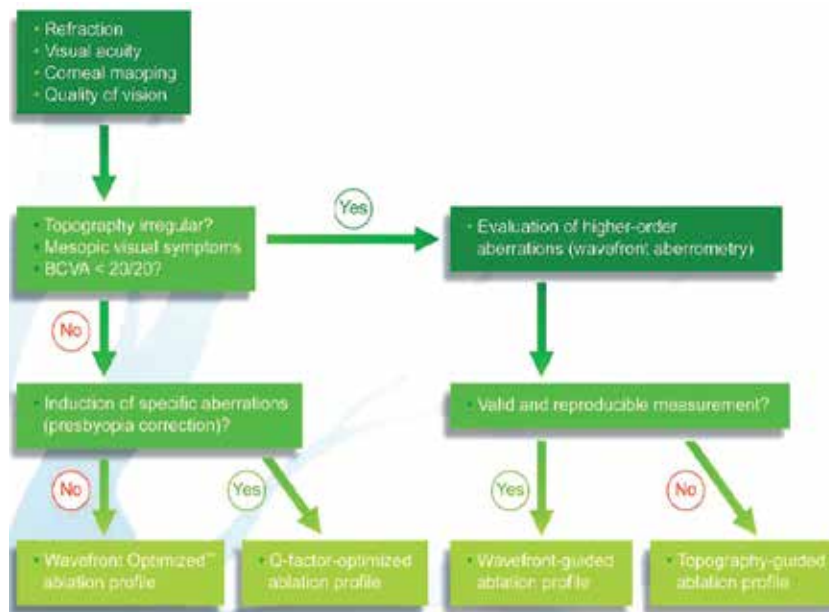 • Refraction
• Visual acuity
• Corneal mapping
• Quality of vision
• Topography irregular?
• Mesopic visual symptoms
• BCVA < 20/20?
Yes
• Evaluation of higher-order
aberrations (wavefront aberrometry)
No
• Induction of specific aberrations
(presbyopia correction)?
• Valid and reproducible measurement?
No
Yes
Yes
No
• Wavefront Optimized™
ablation profile
• Q-factor-optimized
ablation profile
• Wavefront-guided
ablation profile
• Topography-guided
ablation profile